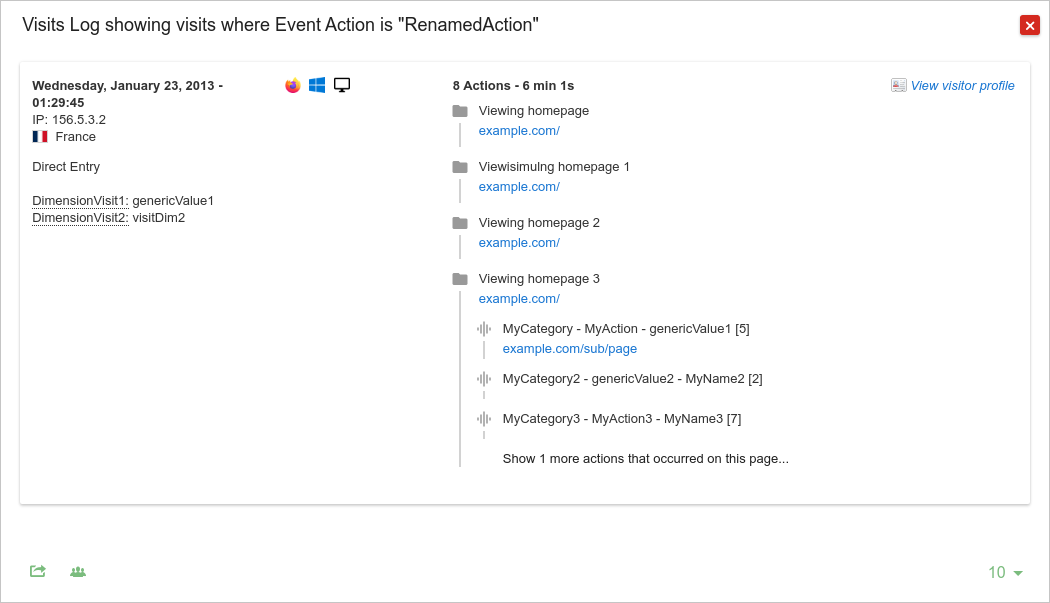 Visits Log showing visits where Event Action is "RenamedAction"
Wednesday, January 23, 2013 -
01:29:45
IP: 156.5.3.2
France
Direct Entry
DimensionVisit1: genericValue1
DimensionVisit2: visitDim2
8 Actions - 6 min 1s
View visitor profile
Viewing homepage
example.com/
Viewisimulng homepage 1
example.com/
Viewing homepage 2
example.com/
Viewing homepage 3
example.com/
MyCategory - MyAction - genericValue1 [5]
example.com/sub/page
MyCategory2 - genericValue2 - MyName2 [2]
MyCategory3 - MyAction3 - MyName3 [7]
Show 1 more actions that occurred on this page...
10